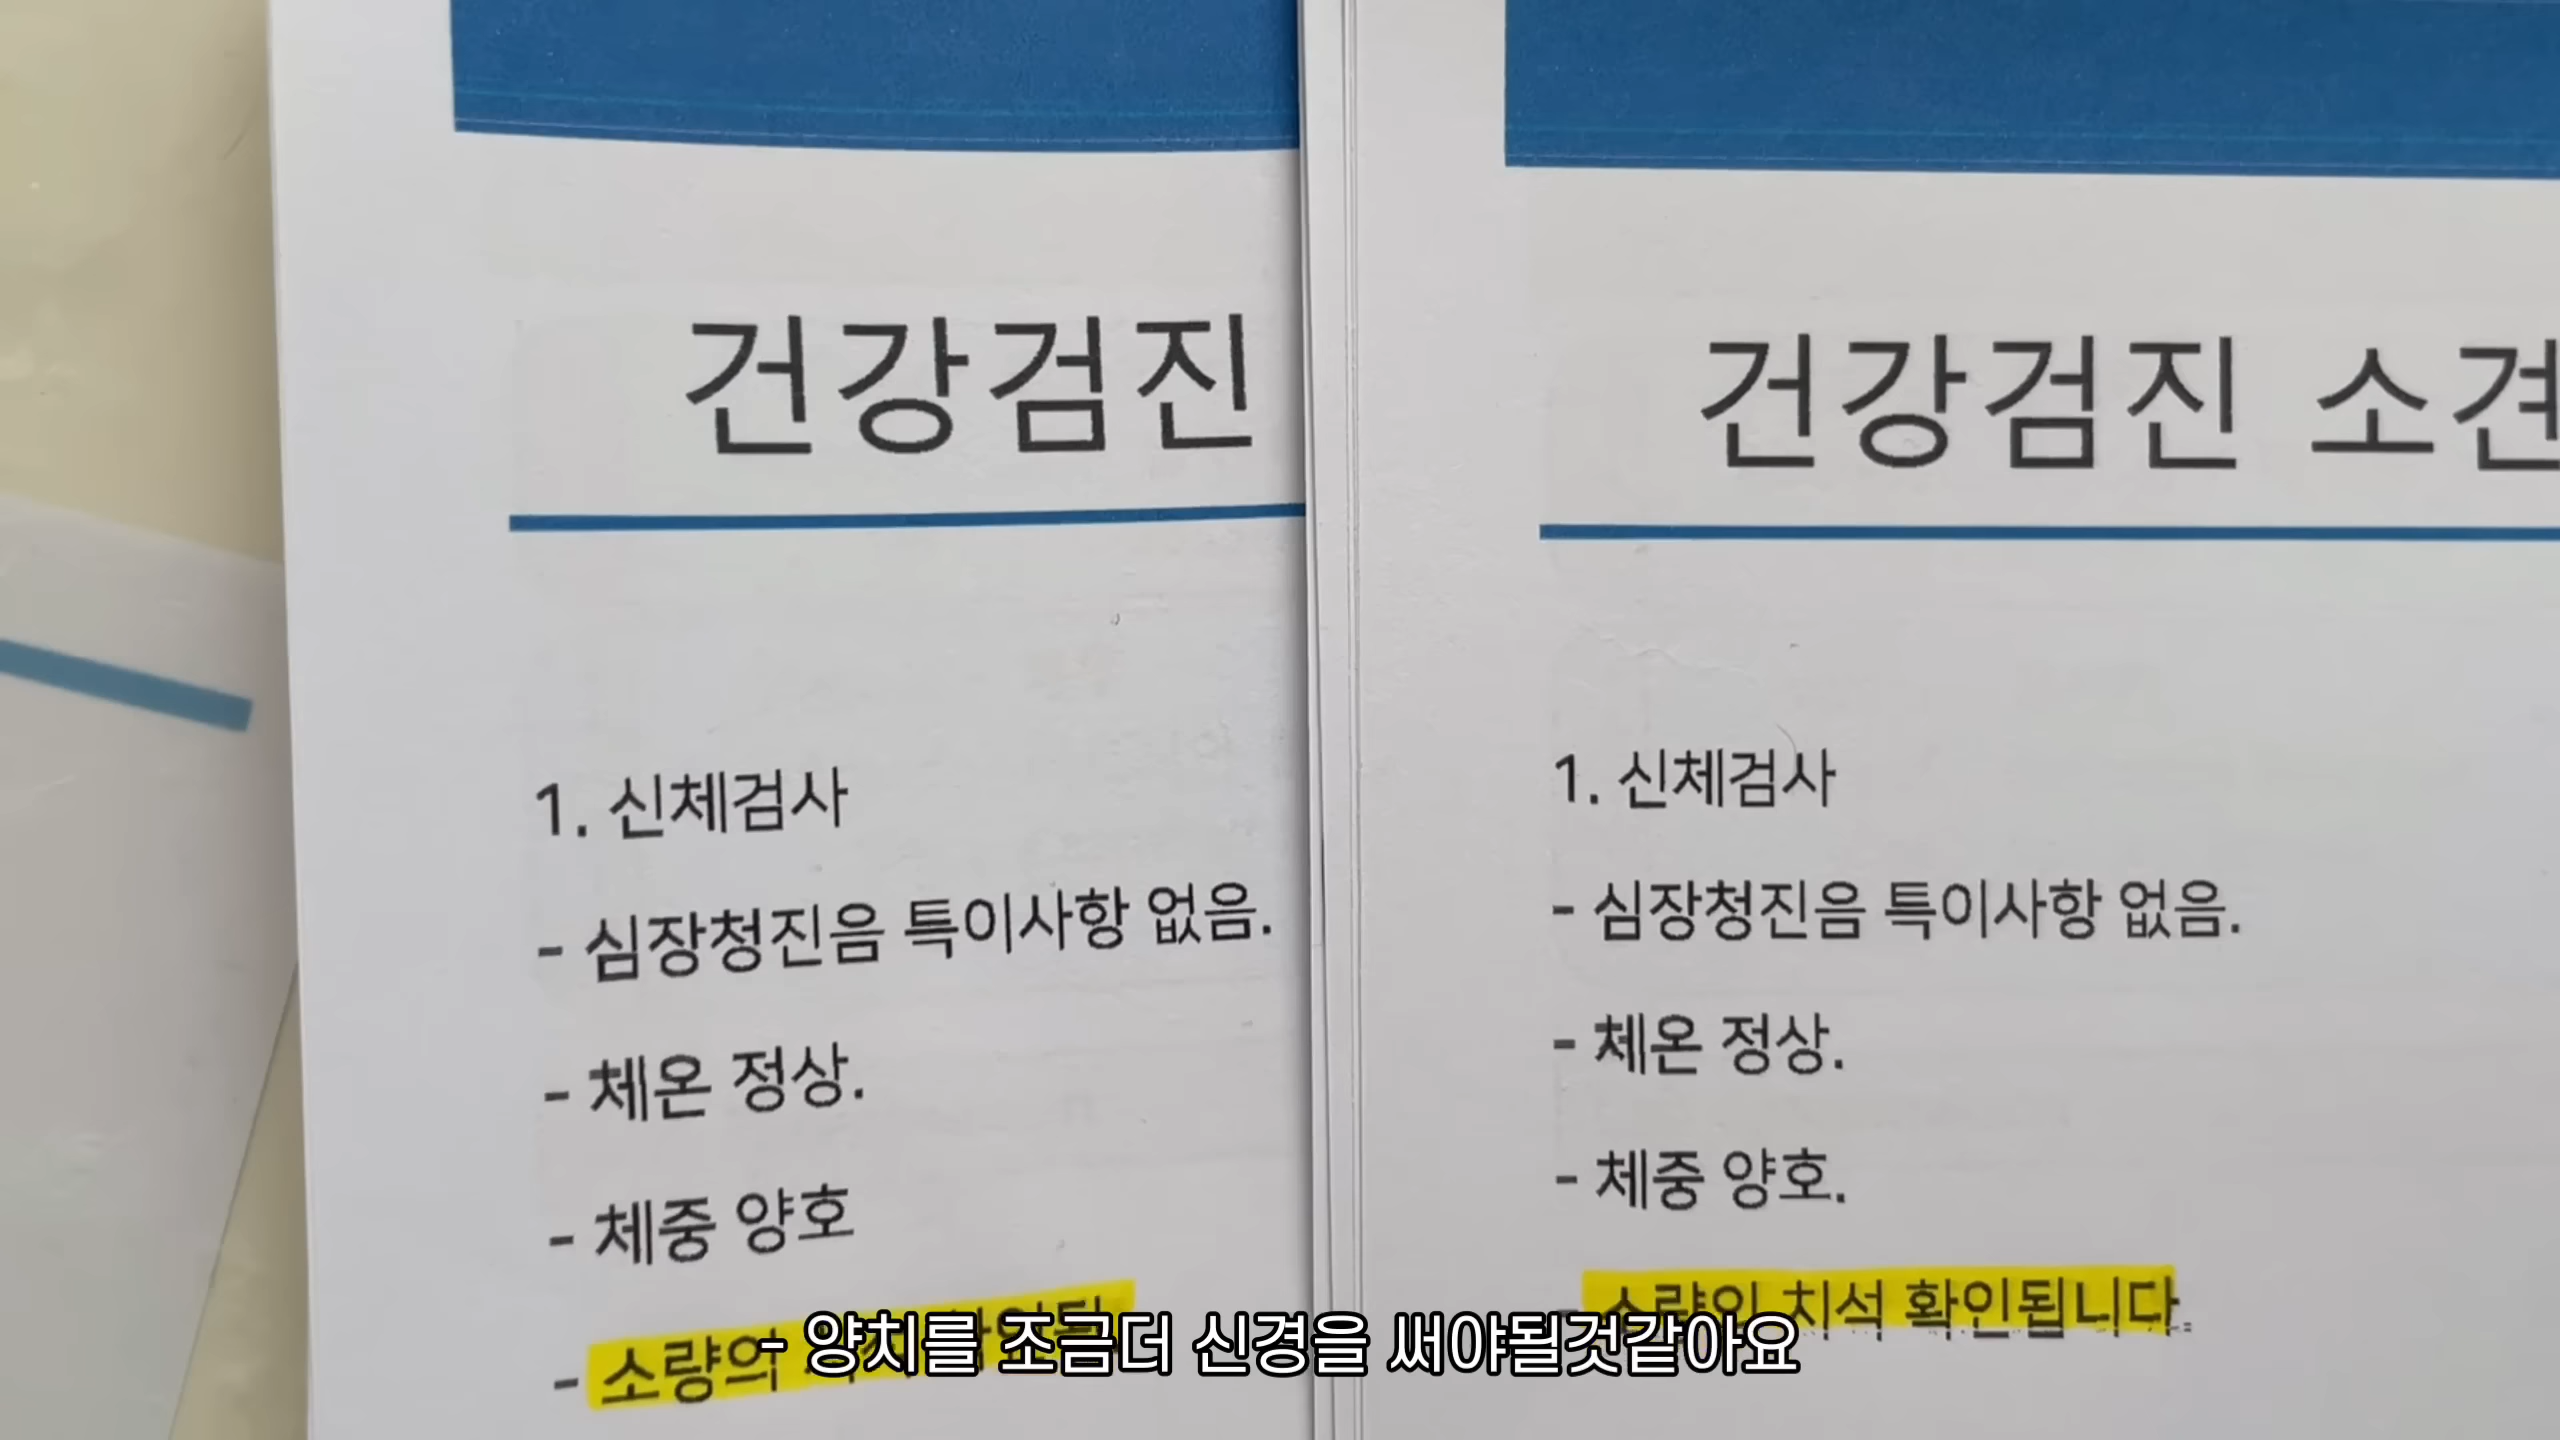 건강검진
1. 신체검사
- 심장청진음 특이사항 없음.
- 체온 정상.
- 체중 양호
- 소량의
건강검진 소견
1. 신체검사
- 심장청진음 특이사항 없음.
- 체온 정상.
- 체중 양호.
- 소량의 치석 확인됩니다.
- 양치를 조금더 신경을 써야될것같아요